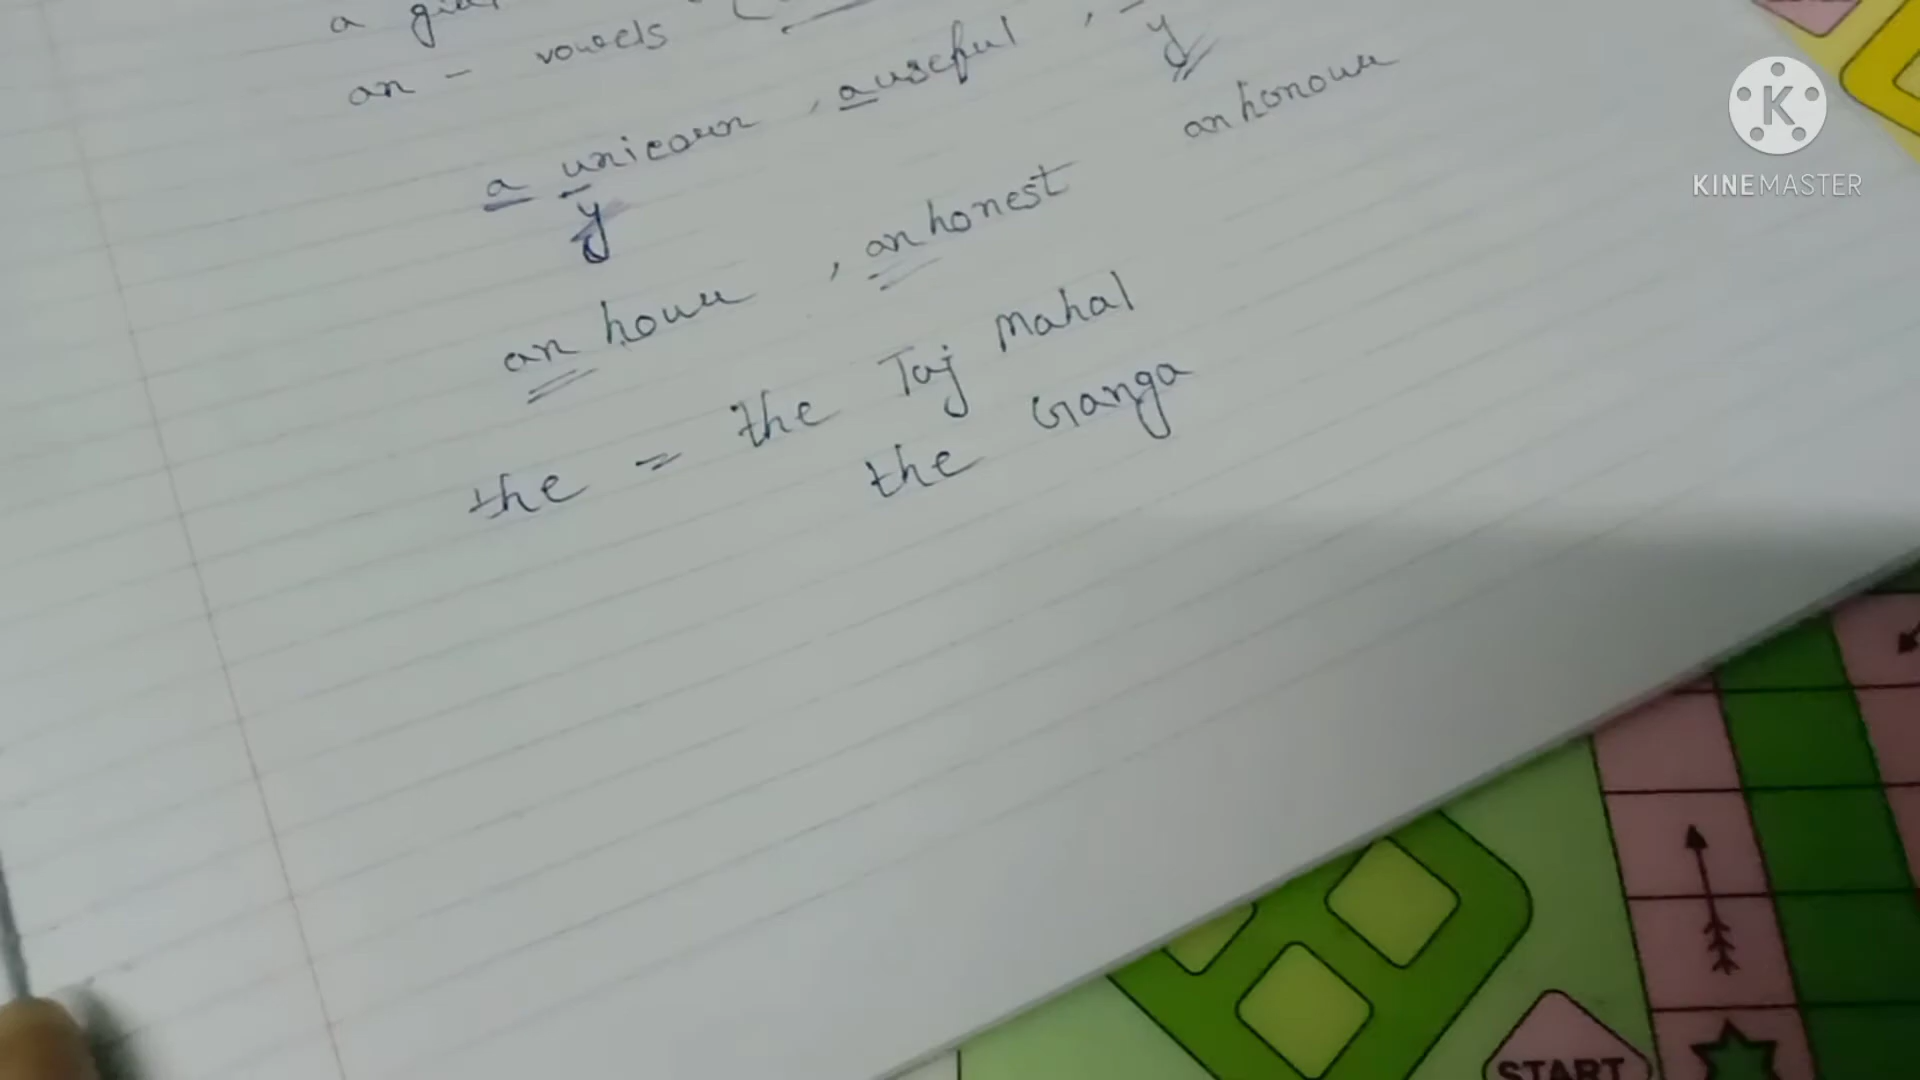 a
an - vowels
a unicorn , a useful ,
y y
an hour , an honest an honour
the = the Taj Mahal
the Ganga
KINEMASTER
START